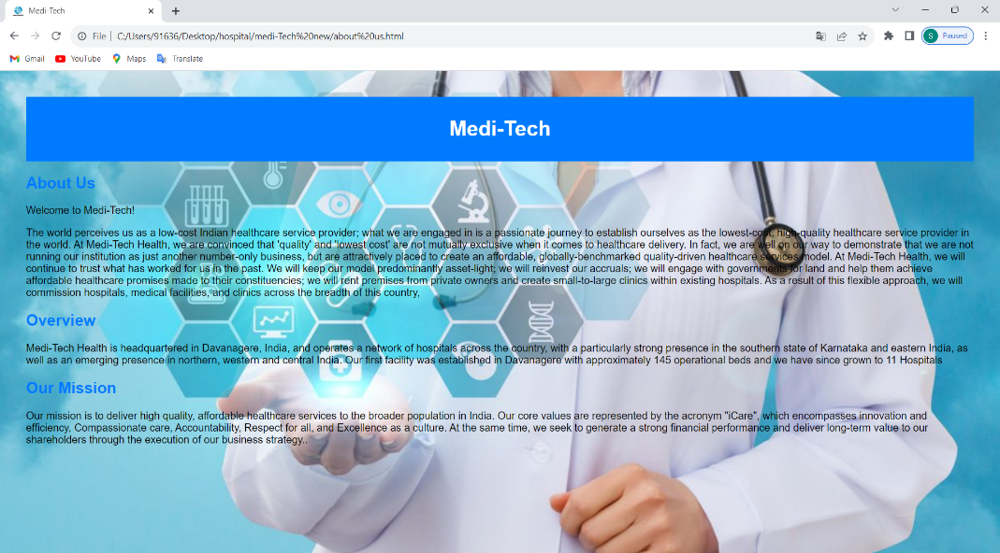 Medi-Tech
File
C:/Users/91636/Desktop/hospital/medi-Tech%20new/about%20us.html
S
Paused
Gmail
YouTube
Maps
Translate
Medi-Tech
About Us
Welcome to Medi-Tech!
The world perceives us as a low-cost Indian healthcare service provider; what we are engaged in is a passionate journey to establish ourselves as the lowest-cost, high-quality healthcare service provider in
the world. At Medi-Tech Health, we are convinced that 'quality' and 'lowest cost' are not mutually exclusive when it comes to healthcare delivery. In fact, we are well on our way to demonstrate that we are not
running our institution as just another number-only business, but are attractively placed to create an affordable, globally-benchmarked quality-driven healthcare services model. At Medi-Tech Health, we will
continue to trust what has worked for us in the past. We will keep our model predominantly asset-light; we will reinvest our accruals; we will engage with governments for land and help them achieve
affordable healthcare promises made to their constituencies; we will rent premises from private owners and create small-to-large clinics within existing hospitals. As a result of this flexible approach, we will
commission hospitals, medical facilities, and clinics across the breadth of this country,
Overview
Medi-Tech Health is headquartered in Davanagere, India, and operates a network of hospitals across the country, with a particularly strong presence in the southern state of Karnataka and eastern India, as
well as an emerging presence in northern, western and central India. Our first facility was established in Davanagere with approximately 145 operational beds and we have since grown to 11 Hospitals
Our Mission
Our mission is to deliver high quality, affordable healthcare services to the broader population in India. Our core values are represented by the acronym "iCare", which encompasses innovation and
efficiency, Compassionate care, Accountability, Respect for all, and Excellence as a culture. At the same time, we seek to generate a strong financial performance and deliver long-term value to our
shareholders through the execution of our business strategy..